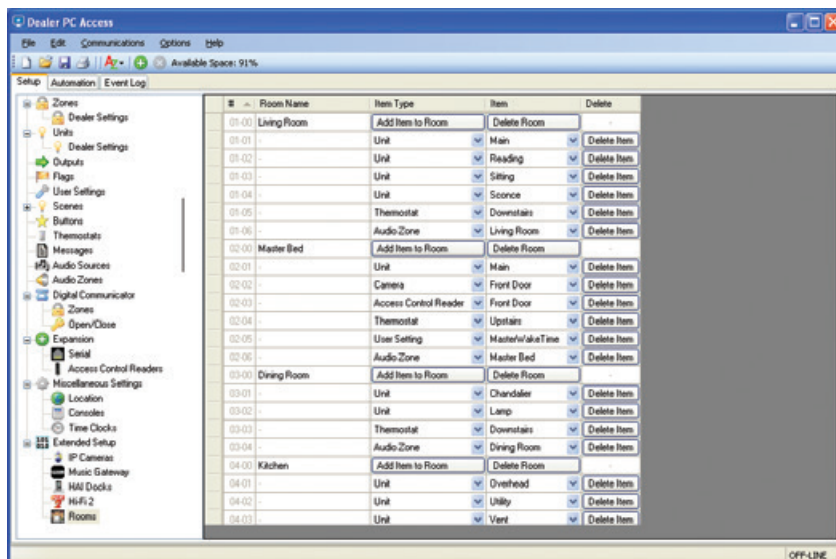 Dealer PC Access
File Edit Communications Options Help
Available Space: 91%
Setup Automation Event Log
Zones
Dealer Settings
Units
Dealer Settings
Outputs
Flags
User Settings
Scenes
Buttons
Thermostats
Messages
Audio Sources
Audio Zones
Digital Communicator
Zones
Open/Close
Expansion
Serial
Access Control Readers
Miscellaneous Settings
Location
Consoles
Time Clocks
Extended Setup
IP Cameras
Music Gateway
HAI Docks
Hi-Fi 2
Rooms
# Room Name Item Type Item Delete
01-00 Living Room Add Item to Room Delete Room -
01-01 - Unit Main Delete Item
01-02 - Unit Reading Delete Item
01-03 - Unit Sitting Delete Item
01-04 - Unit Sconce Delete Item
01-05 - Thermostat Downstairs Delete Item
01-06 - Audio Zone Living Room Delete Item
02-00 Master Bed Add Item to Room Delete Room -
02-01 - Unit Main Delete Item
02-02 - Camera Front Door Delete Item
02-03 - Access Control Reader Front Door Delete Item
02-04 - Thermostat Upstairs Delete Item
02-05 - User Setting MasterWakeTime Delete Item
02-06 - Audio Zone Master Bed Delete Item
03-00 Dining Room Add Item to Room Delete Room -
03-01 - Unit Chandalier Delete Item
03-02 - Unit Lamp Delete Item
03-03 - Thermostat Downstairs Delete Item
03-04 - Audio Zone Dining Room Delete Item
04-00 Kitchen Add Item to Room Delete Room -
04-01 - Unit Overhead Delete Item
04-02 - Unit Utility Delete Item
04-03 - Unit Vent Delete Item
OFF-LINE